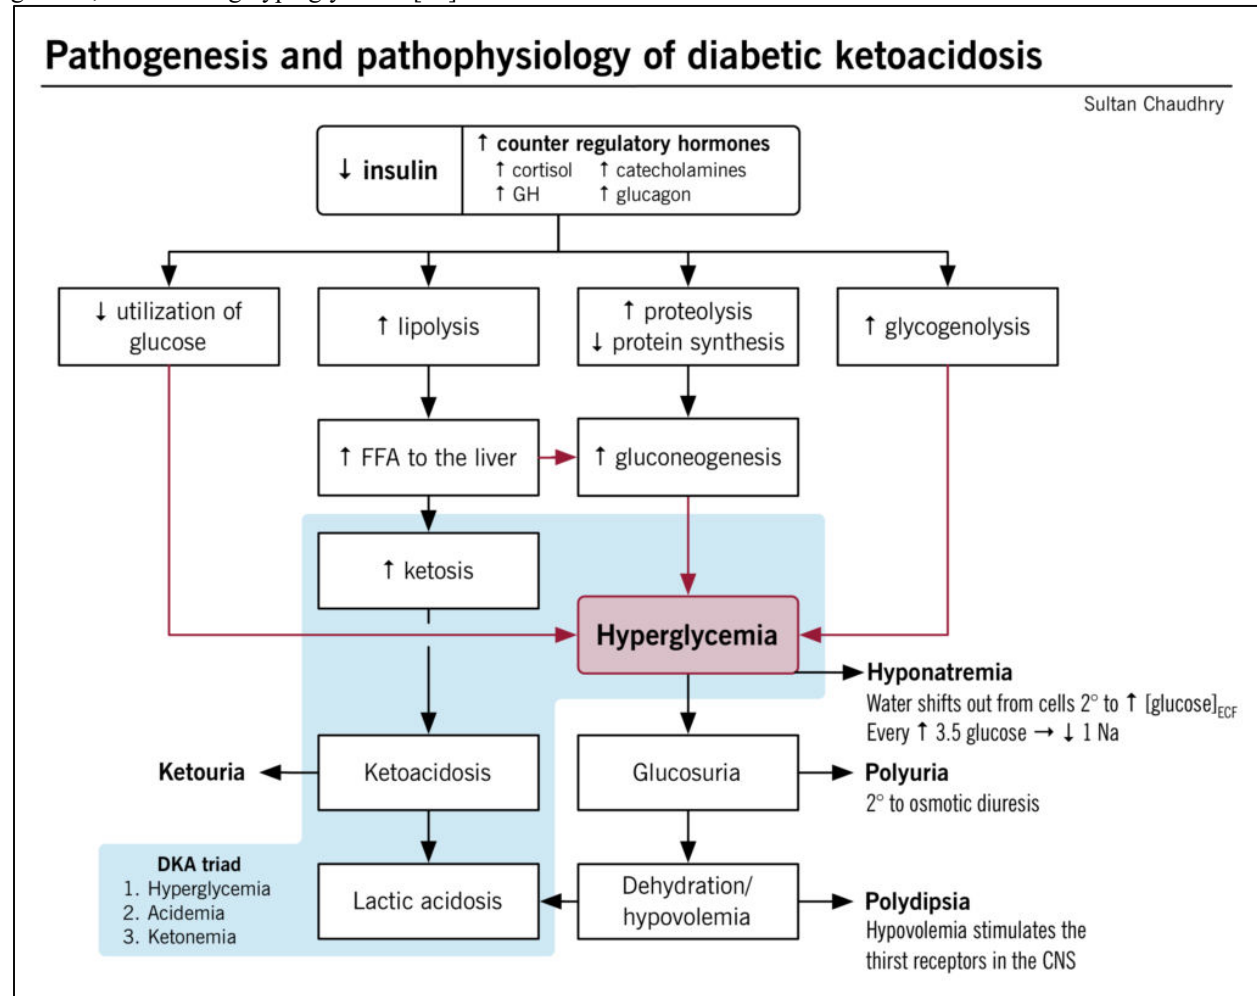 Pathogenesis and pathophysiology of diabetic ketoacidosis
Sultan Chaudhry
↓ insulin
↑ counter regulatory hormones
↑ cortisol ↑ catecholamines
↑ GH ↑ glucagon
↓ utilization of
glucose
↑ lipolysis
↑ proteolysis
↓ protein synthesis
↑ glycogenolysis
↑ FFA to the liver
↑ gluconeogenesis
↑ ketosis
Hyperglycemia
Hyponatremia
Water shifts out from cells 2° to ↑ [glucose]ECF
Every ↑ 3.5 glucose → ↓ 1 Na
Ketouria
Ketoacidosis
Glucosuria
Polyuria
2° to osmotic diuresis
DKA triad
1. Hyperglycemia
2. Acidemia
3. Ketonemia
Lactic acidosis
Dehydration/
hypovolemia
Polydipsia
Hypovolemia stimulates the
thirst receptors in the CNS